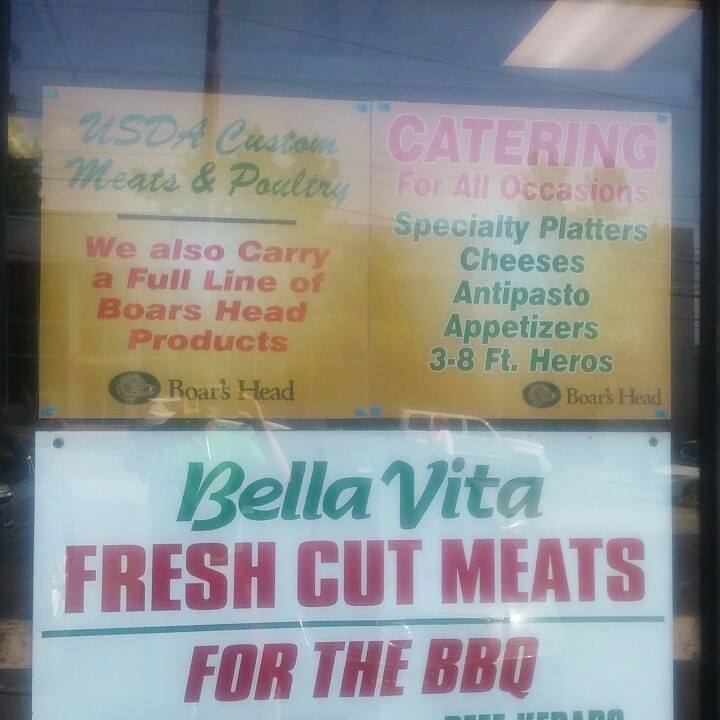 USDA Custom
Meats & Poultry
We also Carry
a Full Line of
Boars Head
Products
Boar's Head
CATERING
For All Occasions
Specialty Platters
Cheeses
Antipasto
Appetizers
3-8 Ft. Heros
Boar's Head
Bella Vita
FRESH CUT MEATS
FOR THE BBQ